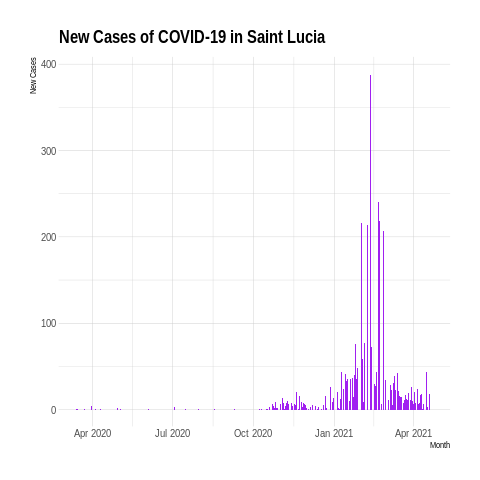 New Cases of COVID-19 in Saint Lucia
New Cases
400
300
200
100
0
Apr 2020 Jul 2020 Oct 2020 Jan 2021 Apr 2021
Month